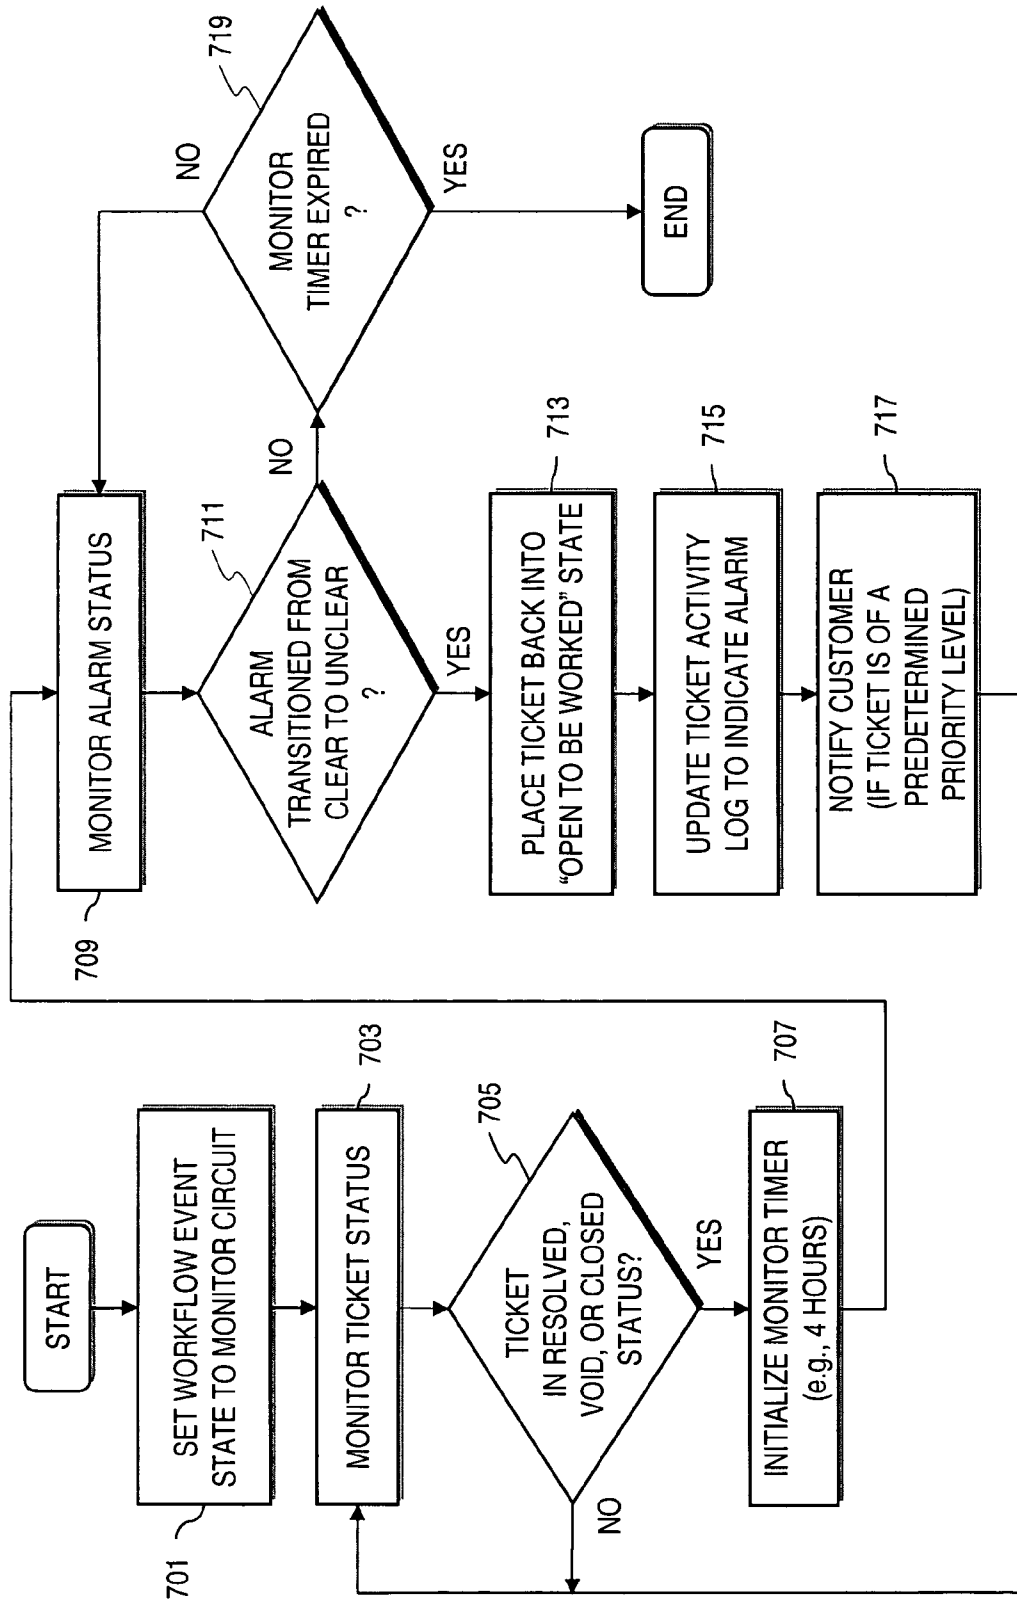 START
SET WORKFLOW EVENT
STATE TO MONITOR CIRCUIT
701
MONITOR TICKET STATUS
703
TICKET
IN RESOLVED,
VOID, OR CLOSED
STATUS?
705
NO
YES
INITIALIZE MONITOR TIMER
(e.g., 4 HOURS)
707
MONITOR ALARM STATUS
709
ALARM
TRANSITIONED FROM
CLEAR TO UNCLEAR
?
711
NO
YES
PLACE TICKET BACK INTO
“OPEN TO BE WORKED” STATE
713
UPDATE TICKET ACTIVITY
LOG TO INDICATE ALARM
715
NOTIFY CUSTOMER
(IF TICKET IS OF A
PREDETERMINED
PRIORITY LEVEL)
717
MONITOR
TIMER EXPIRED
?
719
NO
YES
END